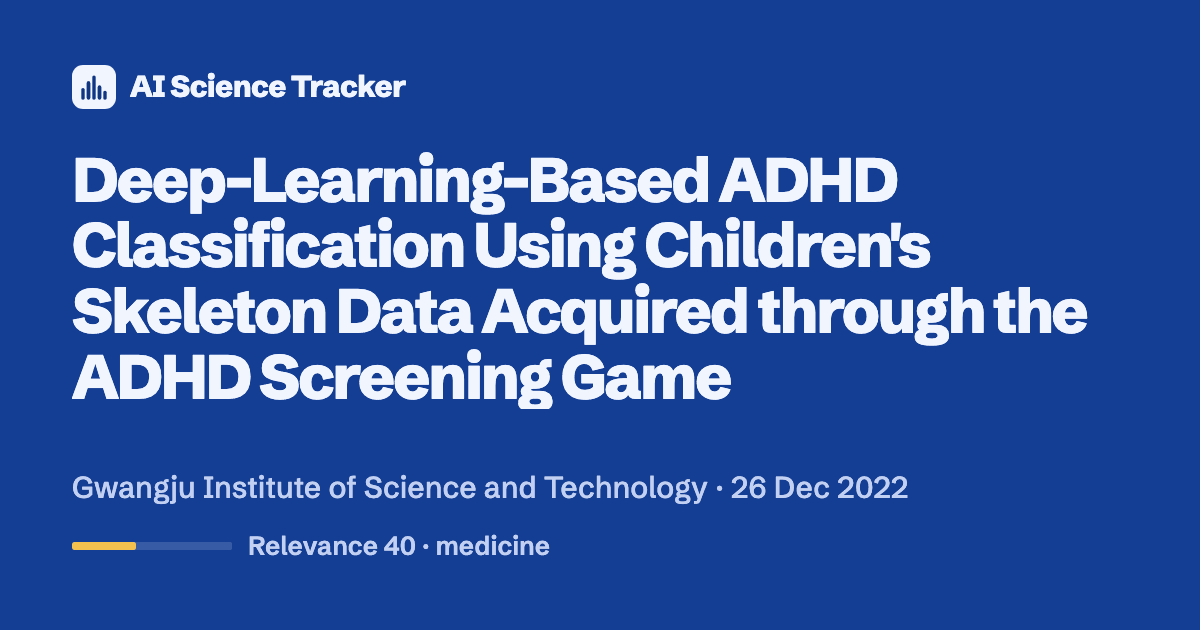 AI Science Tracker
Deep-Learning-Based ADHD
Classification Using Children's
Skeleton Data Acquired through the
ADHD Screening Game
Gwangju Institute of Science and Technology · 26 Dec 2022
Relevance 40 · medicine